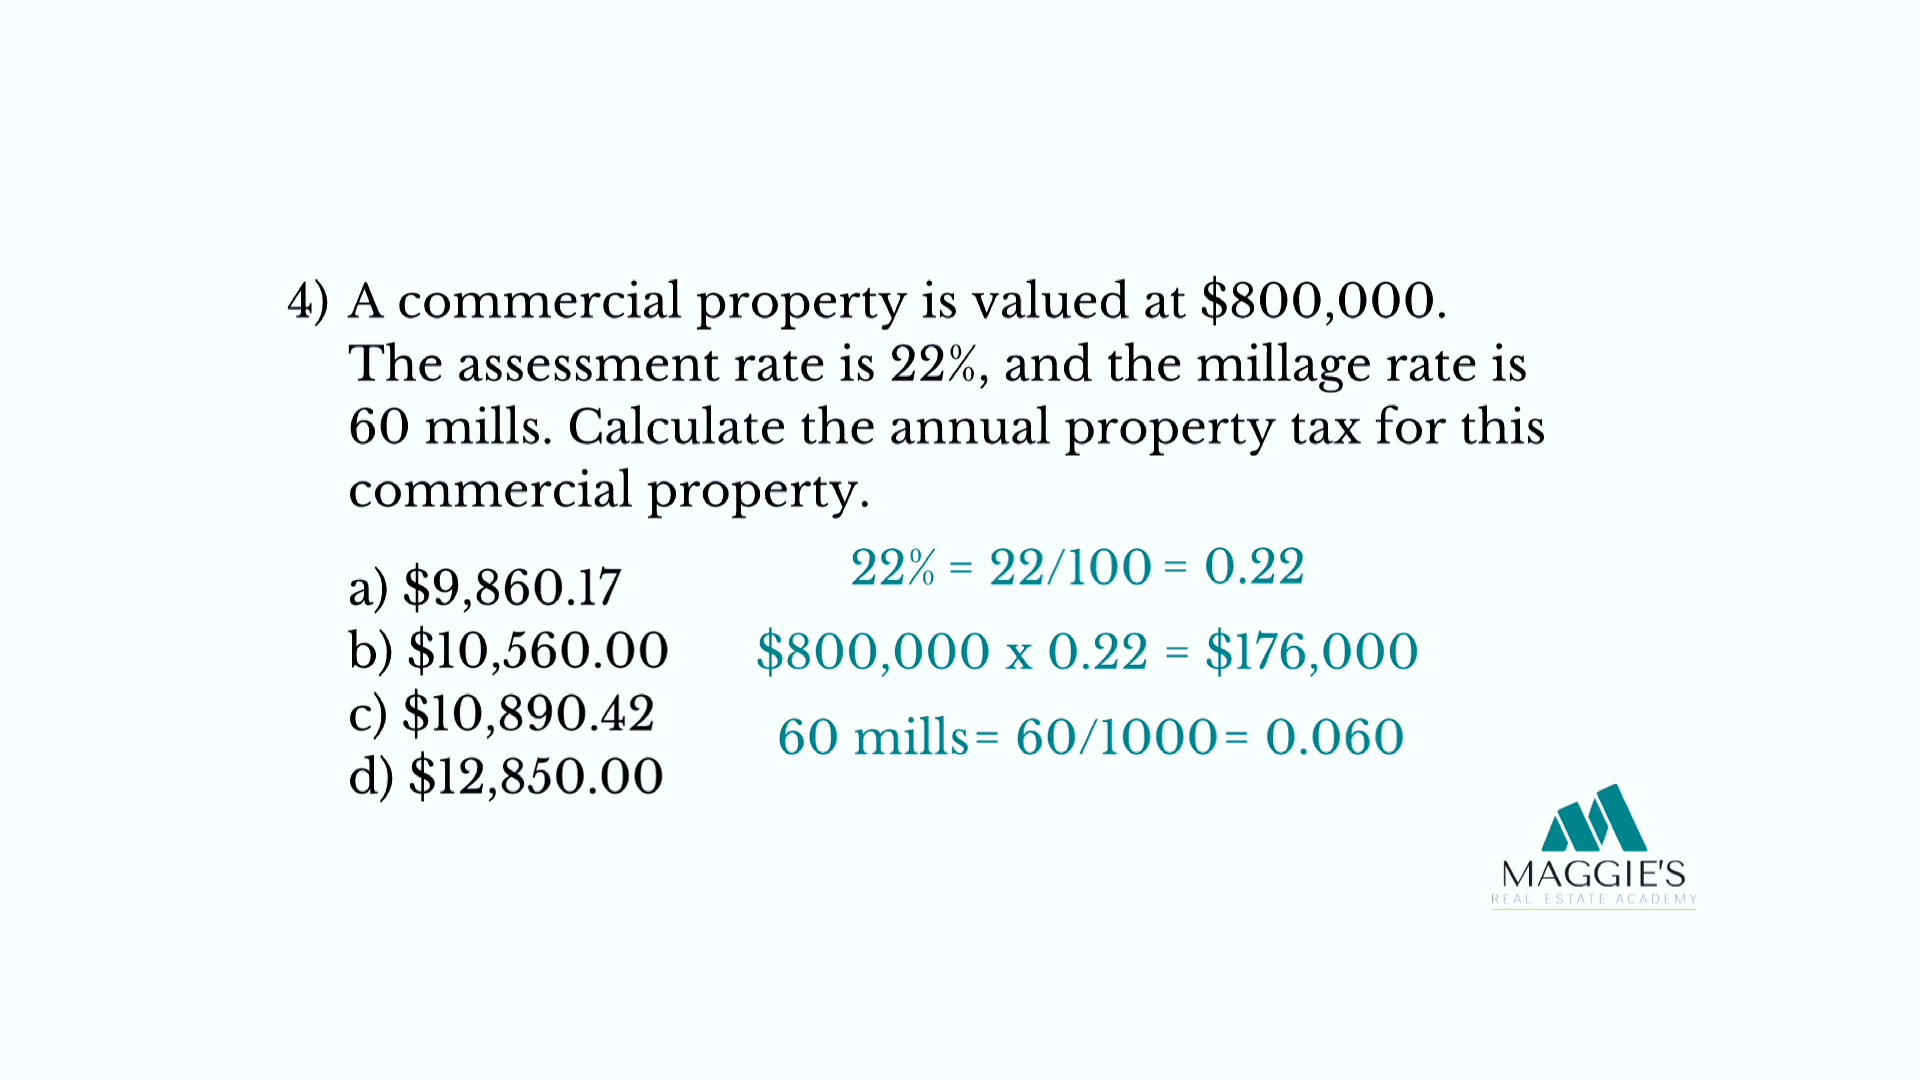 4) A commercial property is valued at $800,000.
The assessment rate is 22%, and the millage rate is
60 mills. Calculate the annual property tax for this
commercial property.
a) $9,860.17
b) $10,560.00
c) $10,890.42
d) $12,850.00
22% = 22/100 = 0.22
$800,000 x 0.22 = $176,000
60 mills= 60/1000= 0.060
MAGGIE'S
REAL ESTATE ACADEMY